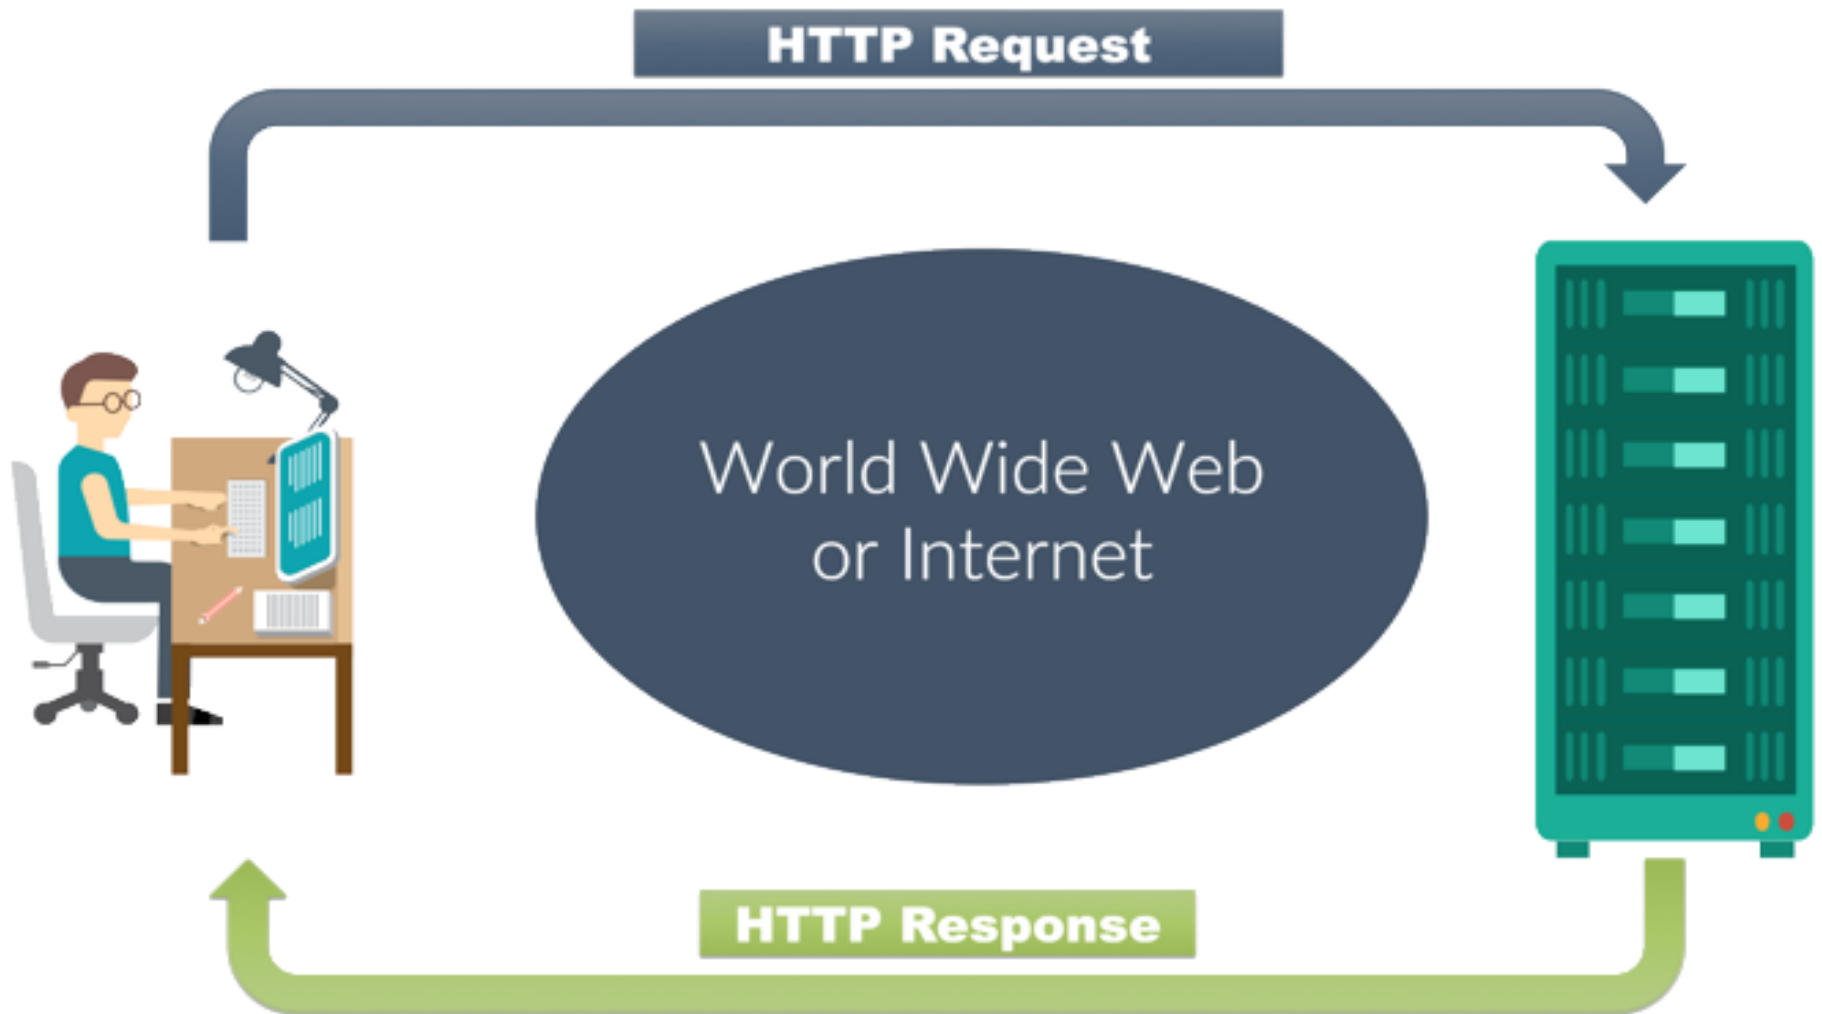 HTTP Request
World Wide Web
or Internet
HTTP Response